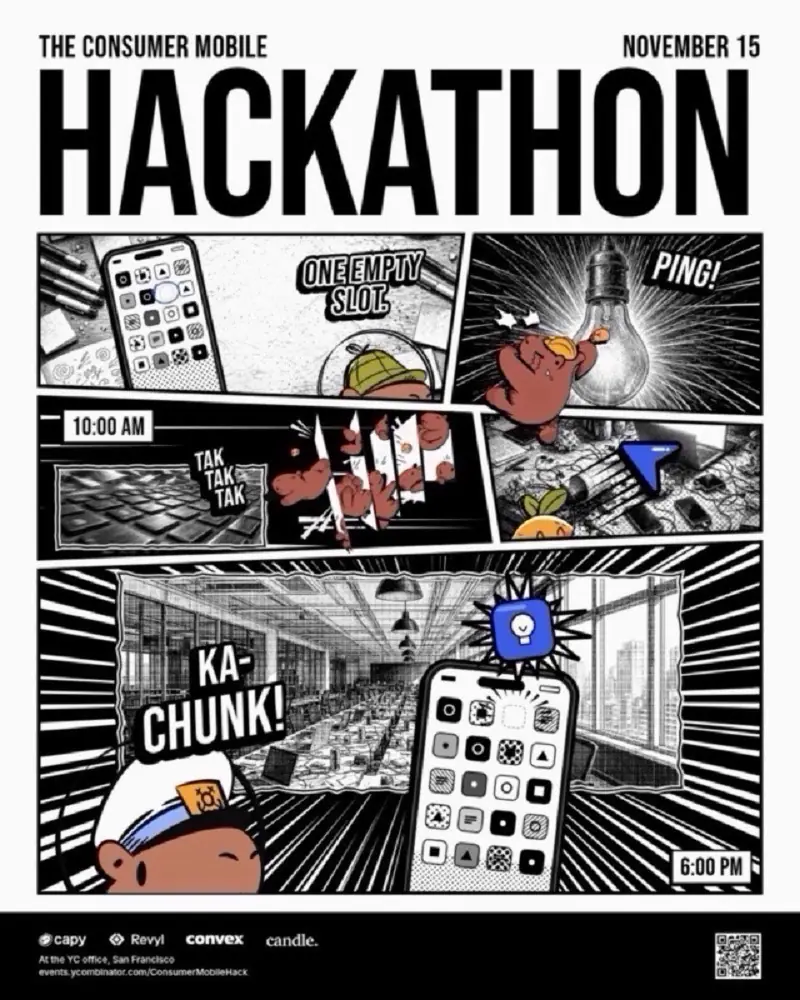 THE CONSUMER MOBILE
NOVEMBER 15
HACKATHON
ONE EMPTY
SLOT.
PING!
10:00 AM
TAK
TAK
TAK
KA-
CHUNK!
6:00 PM
capy
Revyl
convex
candle.
At the YC office, San Francisco
events.ycombinator.com/ConsumerMobileHack